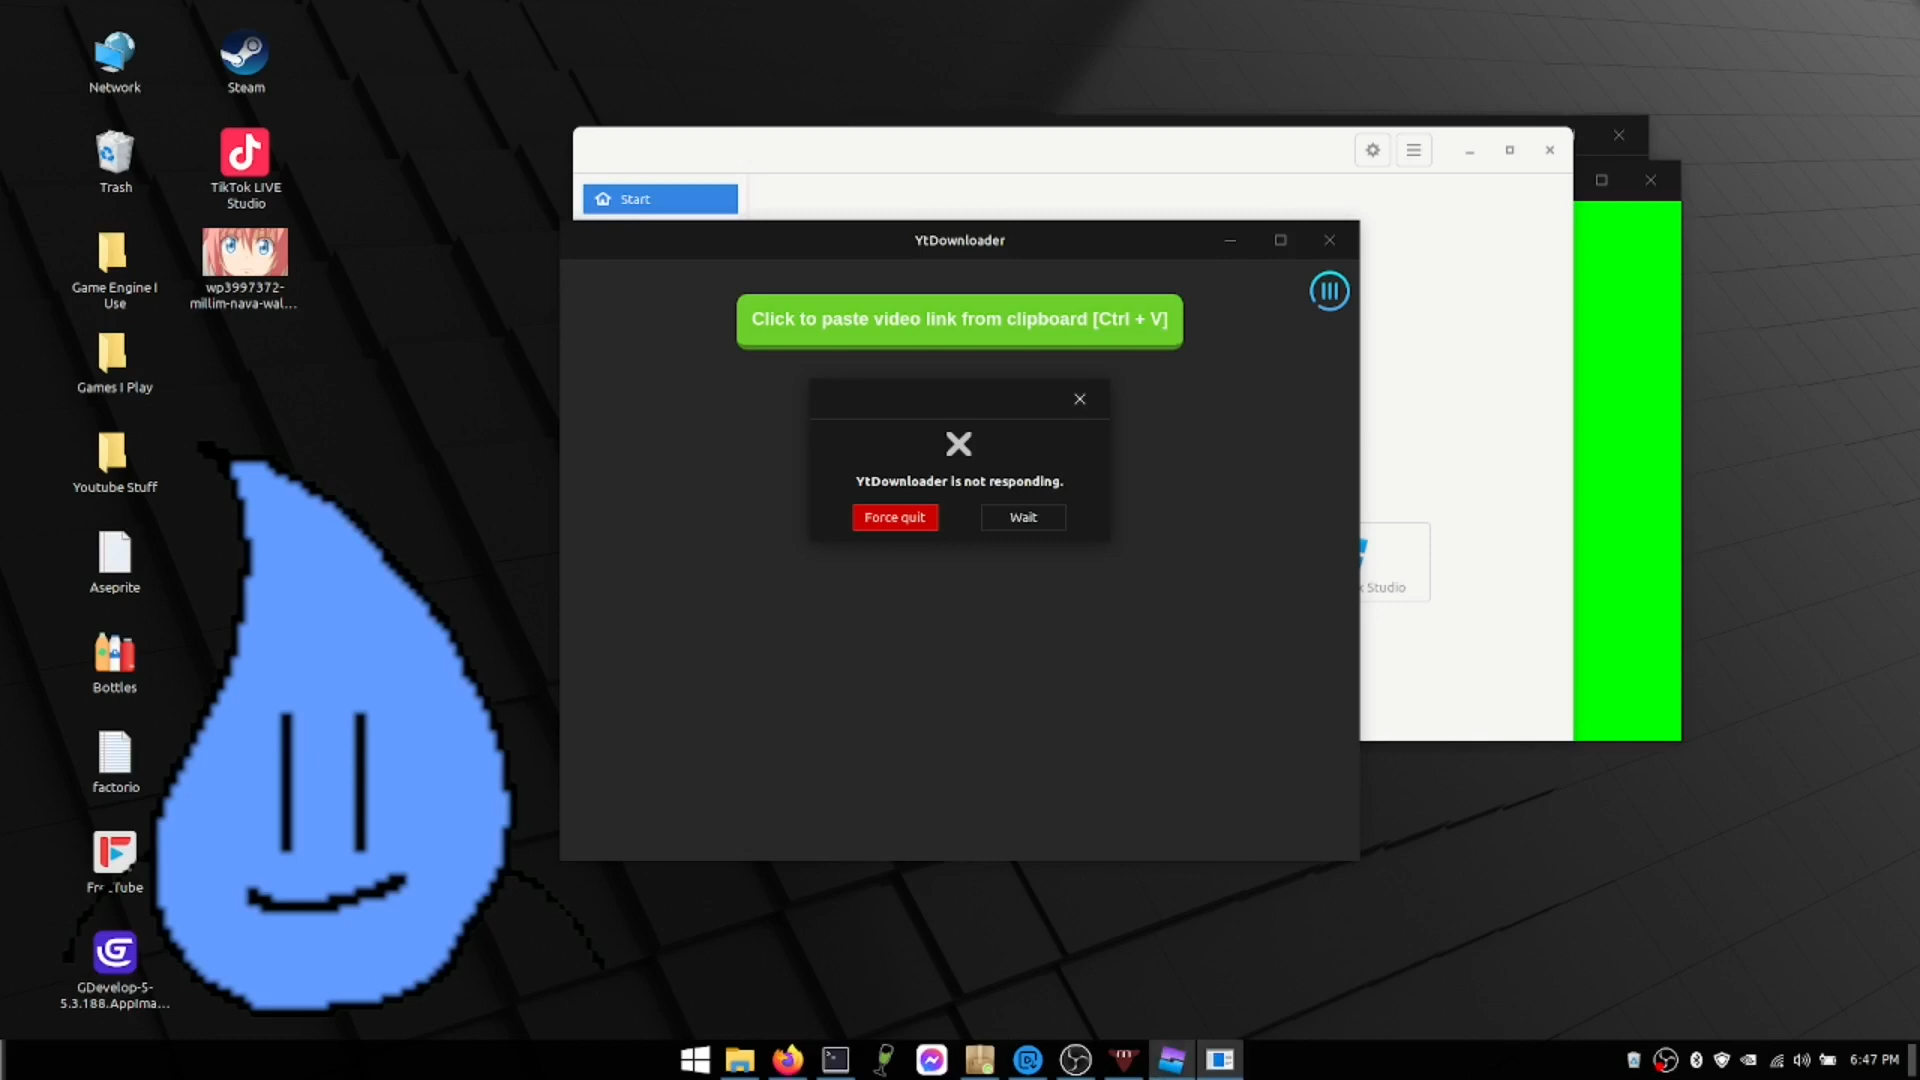 Network
Steam
Trash
TikTok LIVE
Studio
Game Engine I
Use
wp3997372-
millim-nava-wal...
Games I Play
Youtube Stuff
Aseprite
Bottles
factorio
GDevelop-5-
5.3.188.AppIma...
Start
YtDownloader
Click to paste video link from clipboard [Ctrl + V]
YtDownloader is not responding.
Force quit
Wait
Studio
6:47 PM